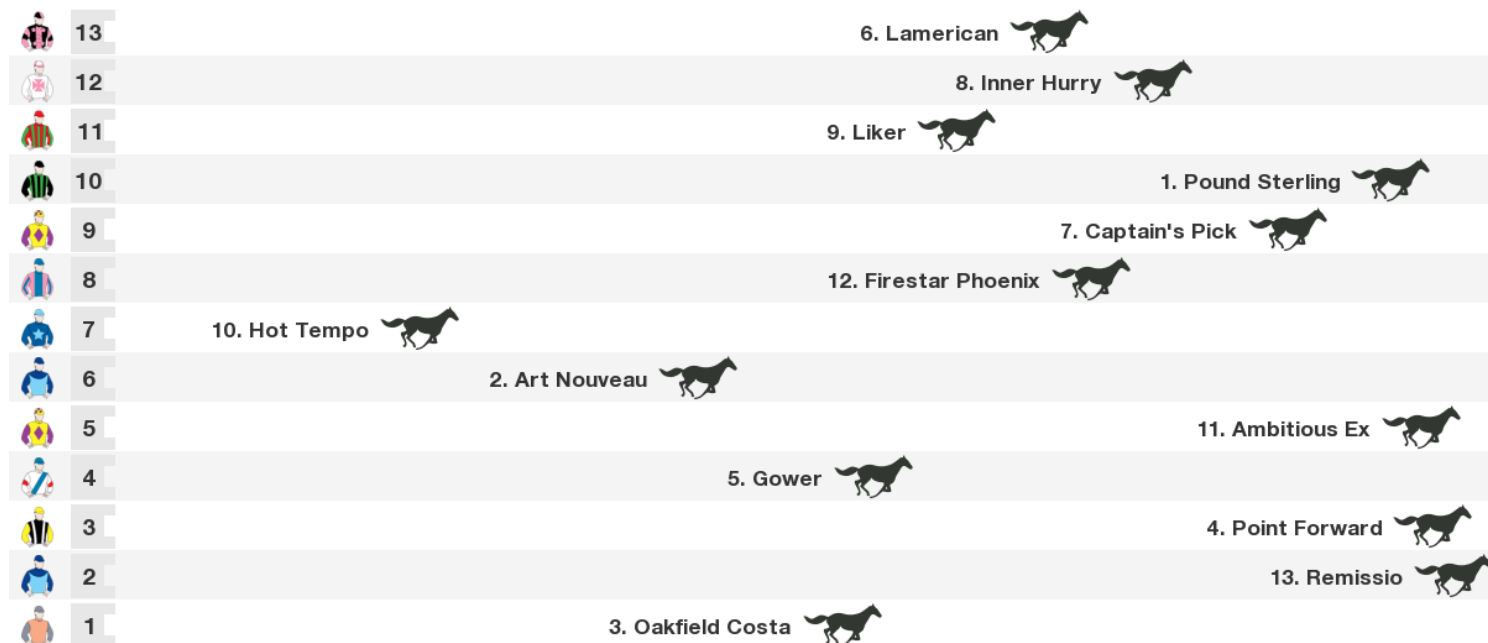 13 6. Lamerican
12 8. Inner Hurry
11 9. Liker
10 1. Pound Sterling
9 7. Captain's Pick
8 12. Firestar Phoenix
7 10. Hot Tempo
6 2. Art Nouveau
5 11. Ambitious Ex
4 5. Gower
3 4. Point Forward
2 13. Remissio
1 3. Oakfield Costa